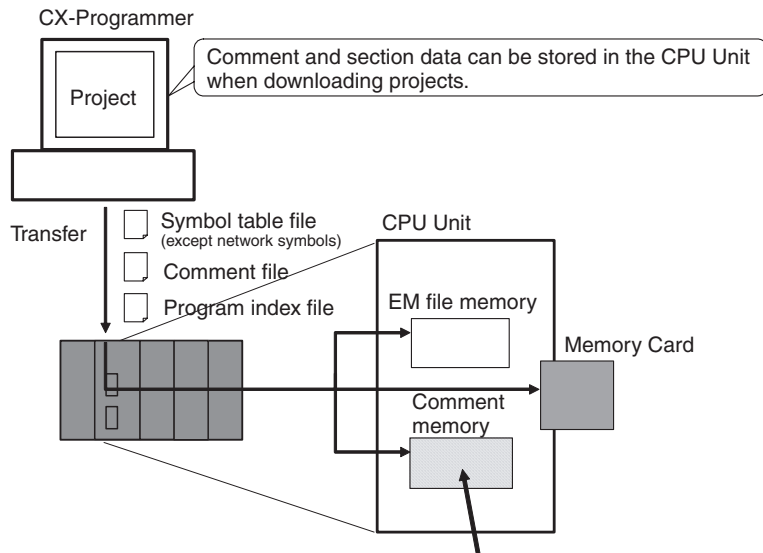 CX-Programmer
Comment and section data can be stored in the CPU Unit
when downloading projects.
Project
Transfer
Symbol table file
(except network symbols)
Comment file
Program index file
CPU Unit
EM file memory
Memory Card
Comment
memory